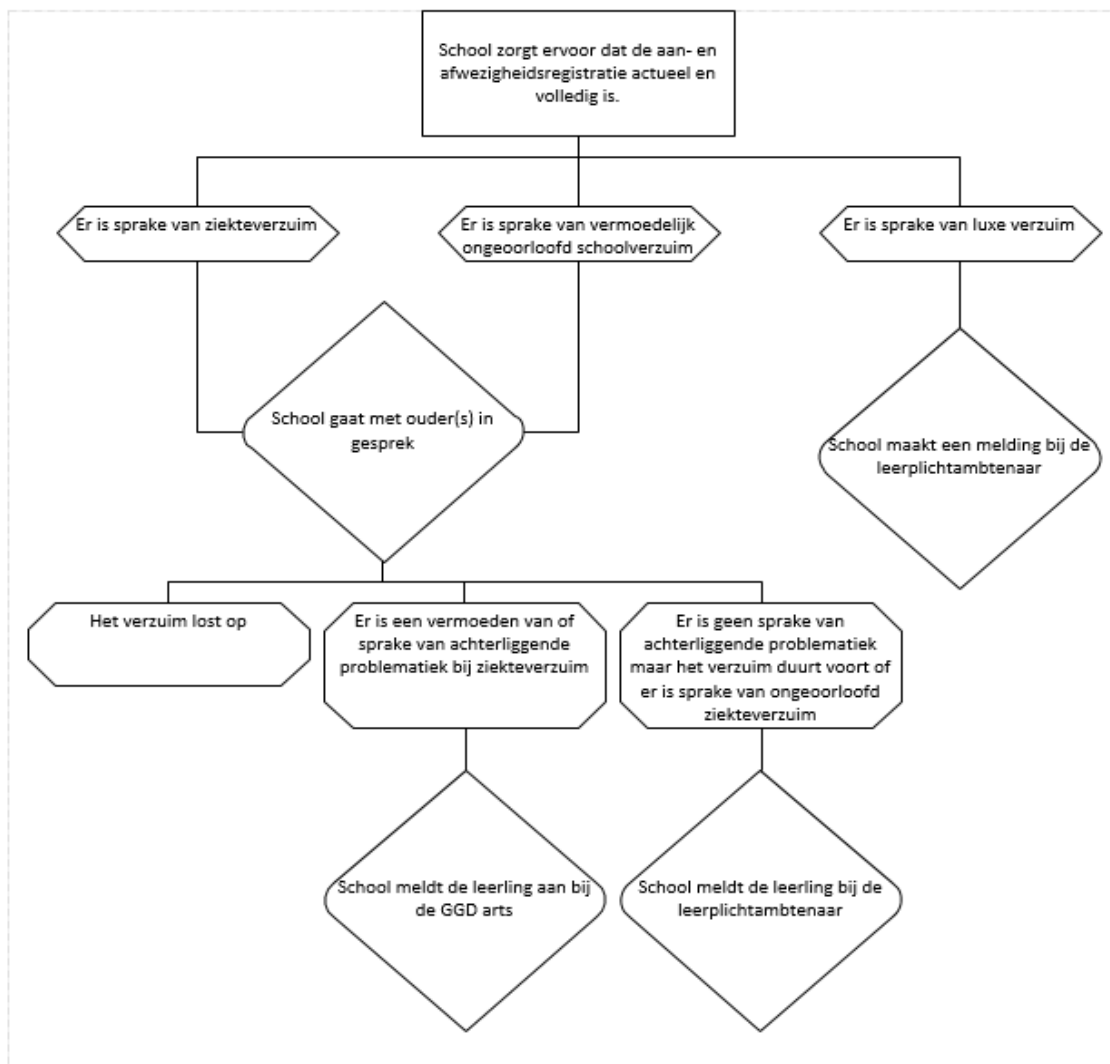 School zorgt ervoor dat de aan- en
afwezigheidsregistratie actueel en
volledig is.
Er is sprake van ziekteverzuim
Er is sprake van vermoedelijk
ongeoorloofd schoolverzuim
Er is sprake van luxe verzuim
School gaat met ouder(s) in
gesprek
School maakt een melding bij de
leerplichtambtenaar
Het verzuim lost op
Er is een vermoeden van of
sprake van achterliggende
problematiek bij ziekteverzuim
Er is geen sprake van
achterliggende problematiek
maar het verzuim duurt voort of
er is sprake van ongeoorloofd
ziekteverzuim
School meldt de leerling aan bij
de GGD arts
School meldt de leerling bij de
leerplichtambtenaar